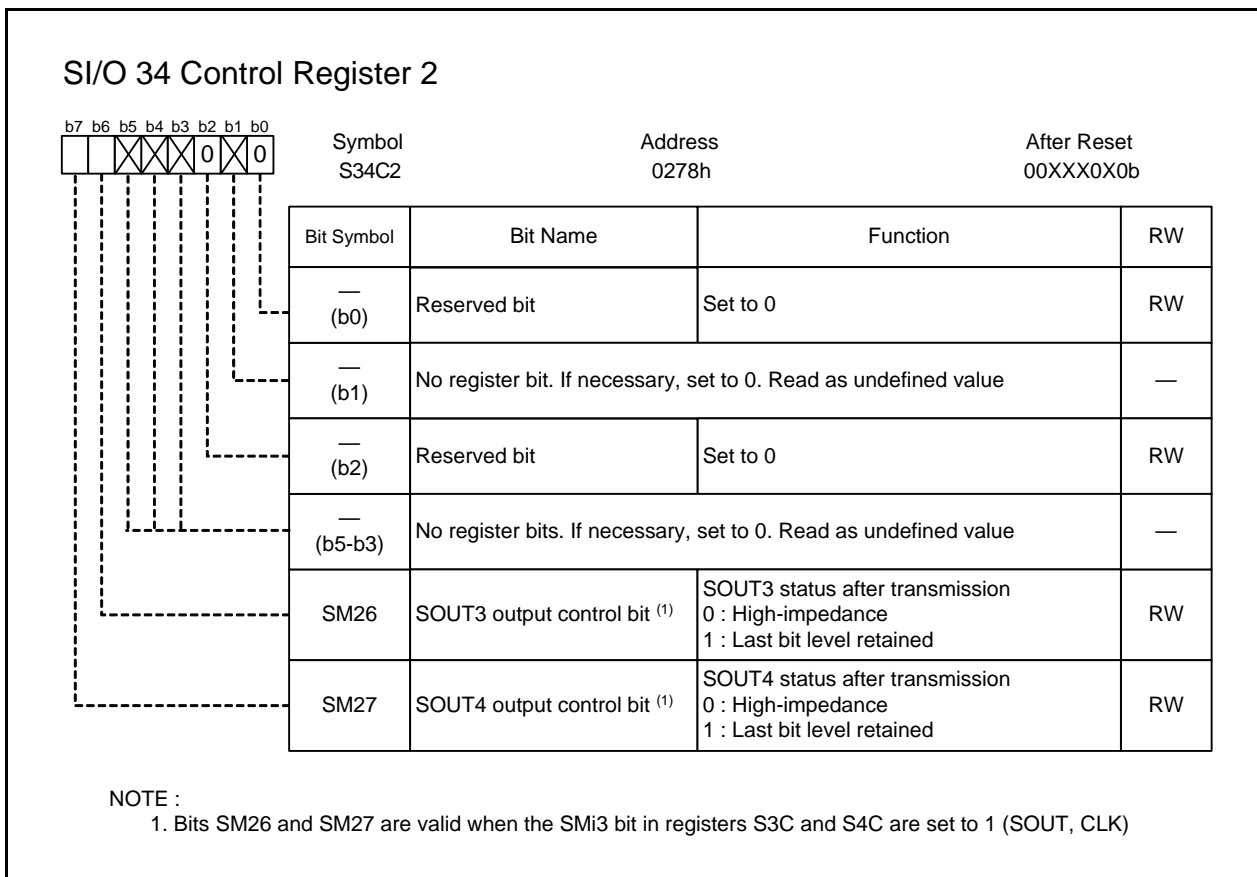 SI/O 34 Control Register 2
b7 b6 b5 b4 b3 b2 b1 b0
0 0
Symbol Address After Reset
S34C2 0278h 00XXX0X0b
Bit Symbol Bit Name Function RW
—
(b0)
Reserved bit Set to 0 RW
—
(b1)
No register bit. If necessary, set to 0. Read as undefined value —
—
(b2)
Reserved bit Set to 0 RW
—
(b5-b3)
No register bits. If necessary, set to 0. Read as undefined value —
SM26 SOUT3 output control bit (1)
SOUT3 status after transmission
0 : High-impedance
1 : Last bit level retained
RW
SM27 SOUT4 output control bit (1)
SOUT4 status after transmission
0 : High-impedance
1 : Last bit level retained
RW
NOTE :
1. Bits SM26 and SM27 are valid when the SMi3 bit in registers S3C and S4C are set to 1 (SOUT, CLK)